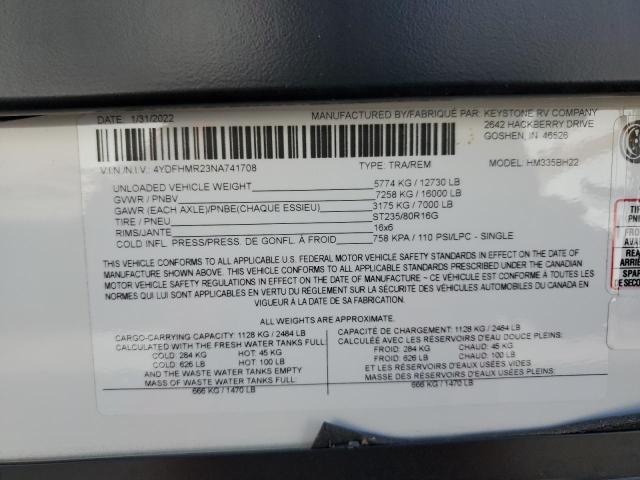 DATE: 1/31/2022 MANUFACTURED BY/FABRIQUÉ PAR: KEYSTONE RV COMPANY
2642 HACKBERRY DRIVE
GOSHEN, IN 46526
V.I.N./N.I.V.: 4YDFHMR23NA741708 TYPE: TRA/REM MODEL: HM335BH22
UNLOADED VEHICLE WEIGHT: 5774 KG / 12730 LB
GVWR / PNBV 7258 KG / 16000 LB
GAWR (EACH AXLE)/PNBE(CHAQUE ESSIEU) 3175 KG / 7000 LB
TIRE / PNEU ST235/80R16G
RIMS/JANTE 16x6
COLD INFL. PRESS/PRESS. DE GONFL. À FROID 758 KPA / 110 PSI/LPC - SINGLE
THIS VEHICLE CONFORMS TO ALL APPLICABLE U.S. FEDERAL MOTOR VEHICLE SAFETY STANDARDS IN EFFECT ON THE DATE OF
MANUFACTURE SHOWN ABOVE. THIS VEHICLE CONFORMS TO ALL APPLICABLE STANDARDS PRESCRIBED UNDER THE CANADIAN
MOTOR VEHICLE SAFETY REGULATIONS IN EFFECT ON THE DATE OF MANUFACTURE / CE VÉHICULE EST CONFORME À TOUTES LES
NORMES QUI LUI SONT APPLICABLES EN VERTU DU RÉGLEMENT SUR LA SÉCURITÉ DES VÉHICULES AUTOMOBILES DU CANADA EN
VIGUEUR À LA DATE DE SA FABRICATION.
ALL WEIGHTS ARE APPROXIMATE.
CARGO-CARRYING CAPACITY: 1128 KG / 2484 LB
CALCULATED WITH THE FRESH WATER TANKS FULL:
COLD: 284 KG HOT: 45 KG
COLD: 626 LB HOT: 100 LB
AND THE WASTE WATER TANKS EMPTY
MASS OF WASTE WATER TANKS FULL:
666 KG / 1470 LB
CAPACITÉ DE CHARGEMENT: 1128 KG / 2484 LB
CALCULÉE AVEC LES RÉSERVOIRS D'EAU DOUCE PLEINS:
FROID: 284 KG CHAUD: 45 KG
FROID: 626 LB CHAUD: 100 LB
ET LES RÉSERVOIRS D'EAUX USÉES VIDES
MASSE DES RÉSERVOIRS D'EAUX USÉES PLEINS:
666 KG / 1470 LB
TI
PN
FRO
AVA
REA
ARRIÈ
SPAR
DE S